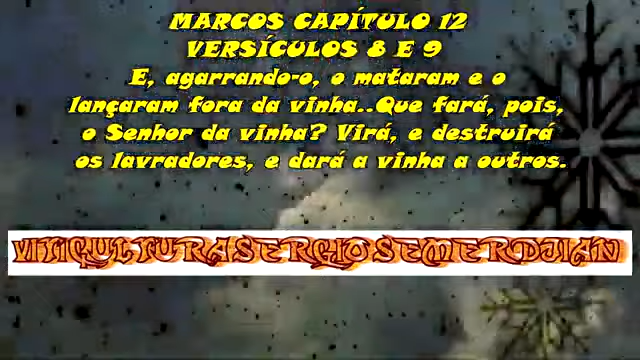 MARCOS CAPÍTULO 12
VERSÍCULOS 8 E 9
E, agarrando-o, o mataram e o
lançaram fora da vinha..Que fará, pois,
o Senhor da vinha? Virá, e destruirá
os lavradores, e dará a vinha a outros.
VITICULTURASERGIOSEMERDJIAN